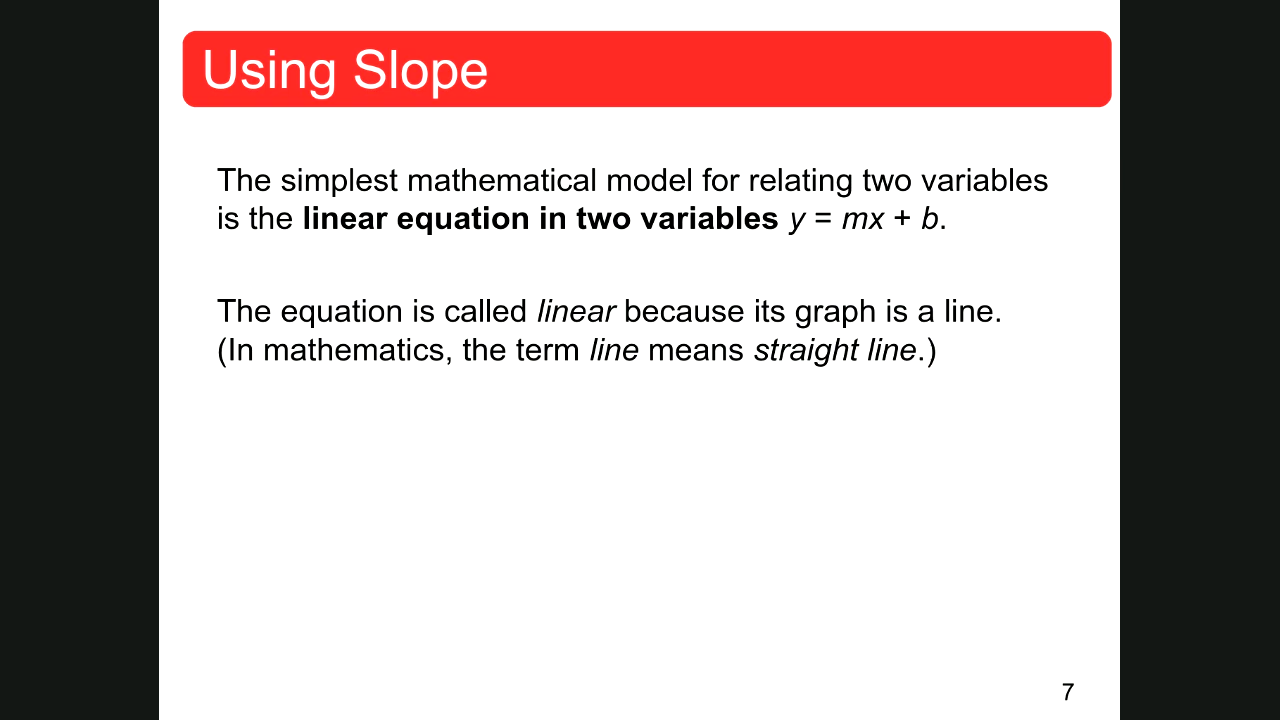 Using Slope
The simplest mathematical model for relating two variables
is the linear equation in two variables y = mx + b.
The equation is called linear because its graph is a line.
(In mathematics, the term line means straight line.)
7